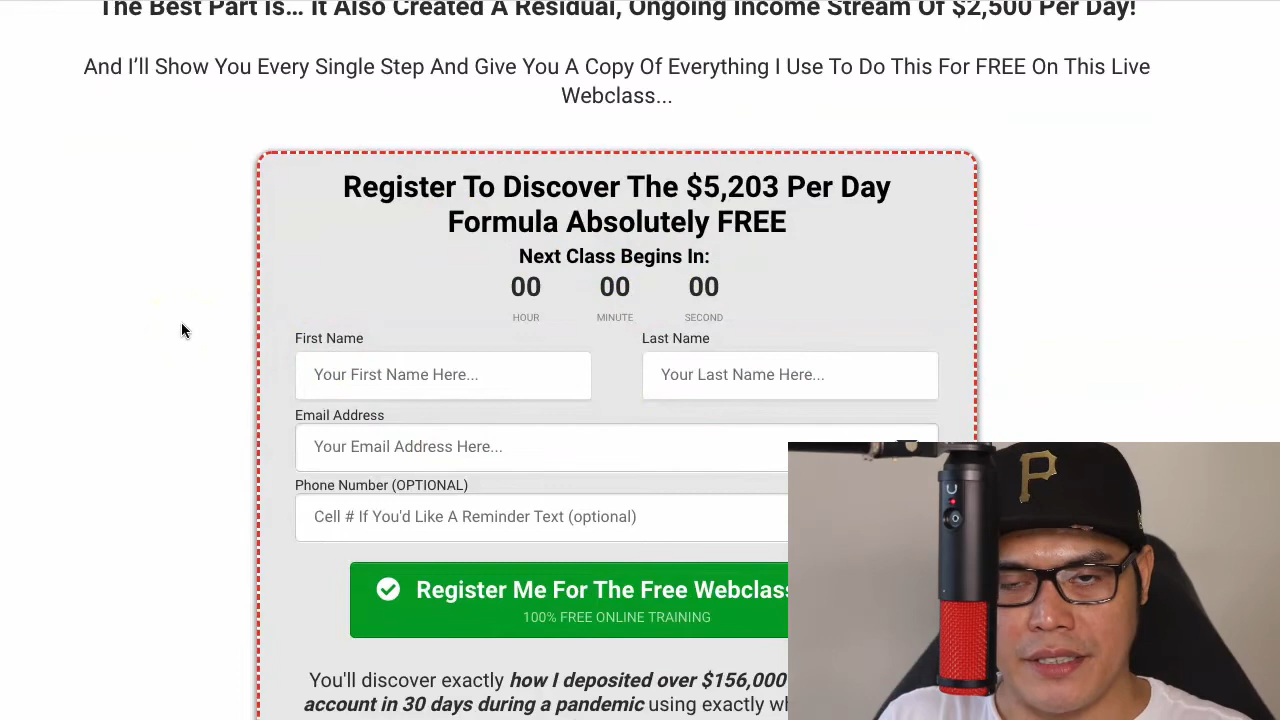 The Best Part Is... It Also Created A Residual, Ongoing Income Stream Of $2,500 Per Day!
And I’ll Show You Every Single Step And Give You A Copy Of Everything I Use To Do This For FREE On This Live
Webclass...
Register To Discover The $5,203 Per Day
Formula Absolutely FREE
Next Class Begins In:
00 00 00
HOUR MINUTE SECOND
First Name Last Name
Your First Name Here... Your Last Name Here...
Email Address
Your Email Address Here...
Phone Number (OPTIONAL)
Cell # If You'd Like A Reminder Text (optional)
Register Me For The Free Webclass
100% FREE ONLINE TRAINING
You'll discover exactly how I deposited over $156,000
account in 30 days during a pandemic using exactly
P